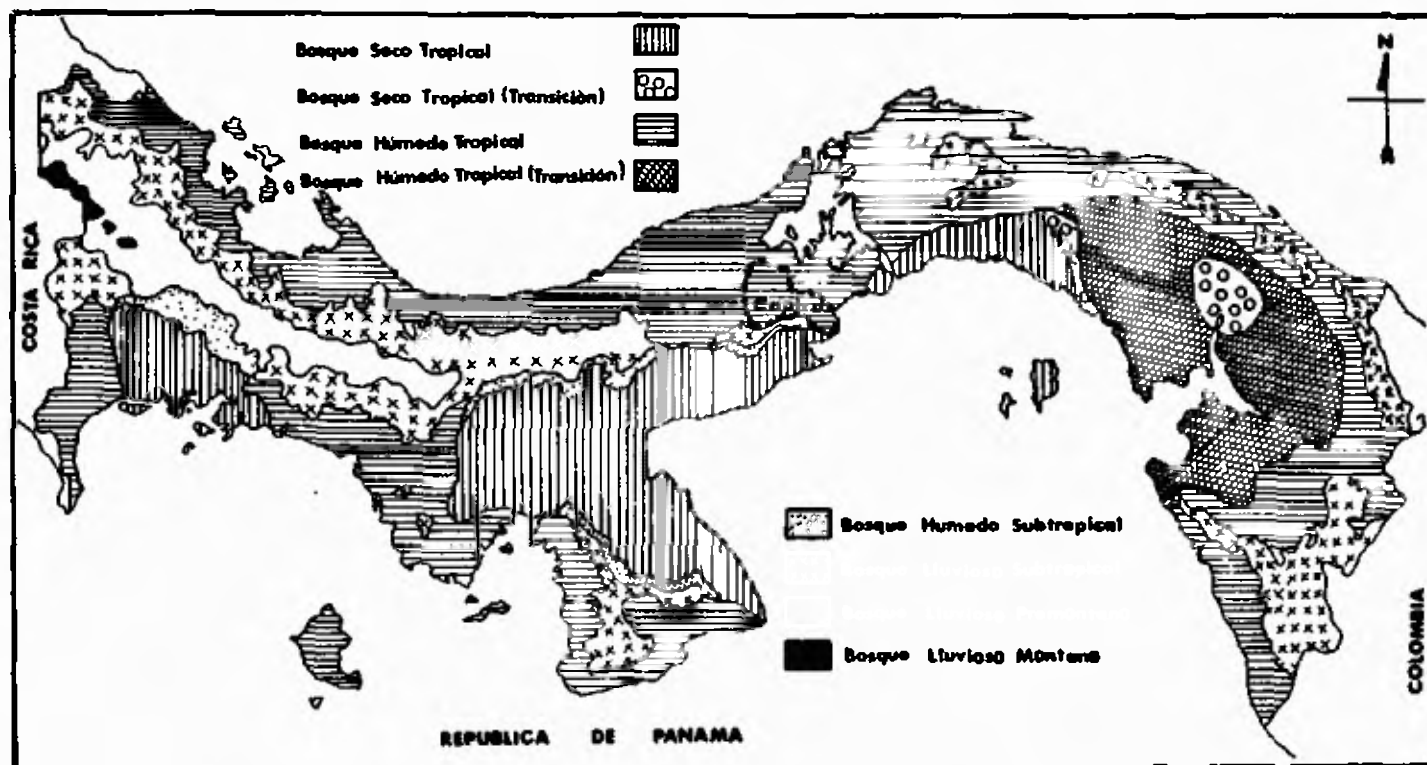 Bosque Seco Tropical
Bosque Seco Tropical (Transición)
Bosque Húmedo Tropical
Bosque Húmedo Tropical (Transición)
N
COSTA RICA
Bosque Humedo Subtropical
Bosque Lluvioso Montano
COLOMBIA
REPUBLICA DE PANAMA